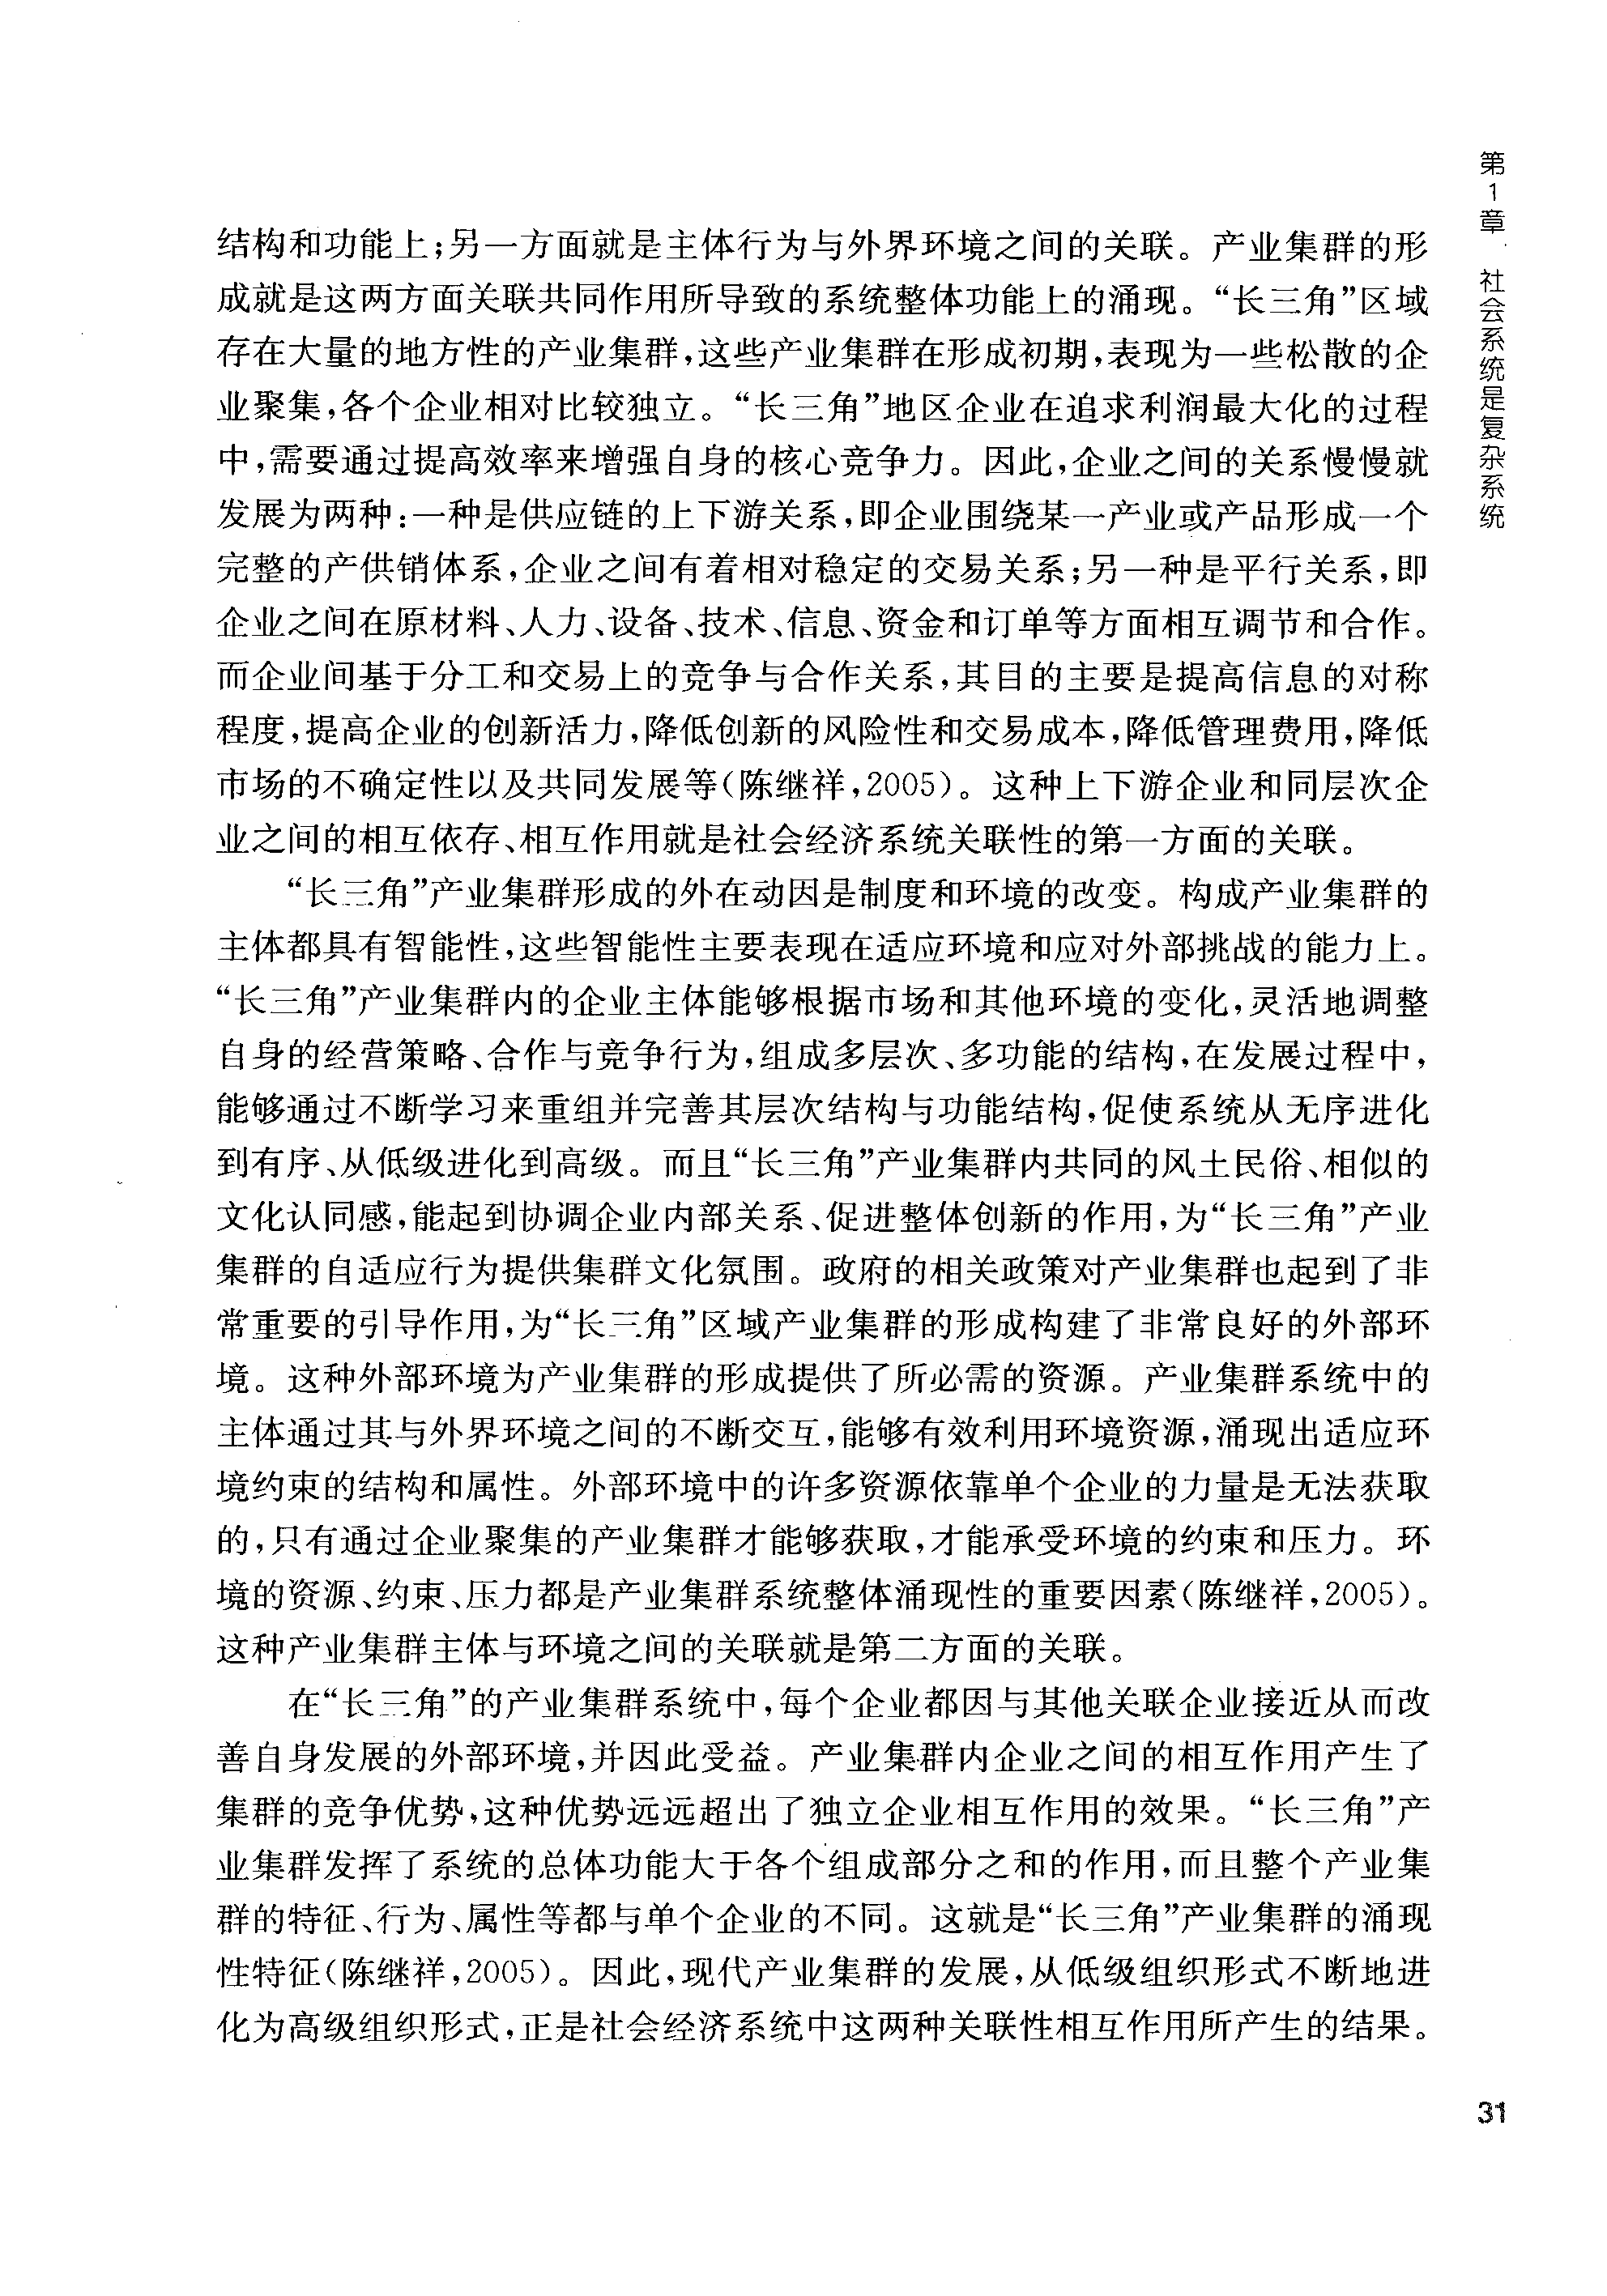 第1章 社会系统是复杂系统
结构和功能上;另一方面就是主体行为与外界环境之间的关联。产业集群的形
成就是这两方面关联共同作用所导致的系统整体功能上的涌现。“长三角”区域
存在大量的地方性的产业集群,这些产业集群在形成初期,表现为一些松散的企
业聚集,各个企业相对比较独立。“长三角”地区企业在追求利润最大化的过程
中,需要通过提高效率来增强自身的核心竞争力。因此,企业之间的关系慢慢就
发展为两种:一种是供应链的上下游关系,即企业围绕某一产业或产品形成一个
完整的产供销体系,企业之间有着相对稳定的交易关系;另一种是平行关系,即
企业之间在原材料、人力、设备、技术、信息、资金和订单等方面相互调节和合作。
而企业间基于分工和交易上的竞争与合作关系,其目的主要是提高信息的对称
程度,提高企业的创新活力,降低创新的风险性和交易成本,降低管理费用,降低
市场的不确定性以及共同发展等(陈继祥,2005)。这种上下游企业和同层次企
业之间的相互依存、相互作用就是社会经济系统关联性的第一方面的关联。
“长三角”产业集群形成的外在动因是制度和环境的改变。构成产业集群的
主体都具有智能性,这些智能性主要表现在适应环境和应对外部挑战的能力上。
“长三角”产业集群内的企业主体能够根据市场和其他环境的变化,灵活地调整
自身的经营策略、合作与竞争行为,组成多层次、多功能的结构,在发展过程中,
能够通过不断学习来重组并完善其层次结构与功能结构,促使系统从无序进化
到有序、从低级进化到高级。而且“长三角”产业集群内共同的风土民俗、相似的
文化认同感,能起到协调企业内部关系、促进整体创新的作用,为“长三角”产业
集群的自适应行为提供集群文化氛围。政府的相关政策对产业集群也起到了非
常重要的引导作用,为“长三角”区域产业集群的形成构建了非常良好的外部环
境。这种外部环境为产业集群的形成提供了所必需的资源。产业集群系统中的
主体通过其与外界环境之间的不断交互,能够有效利用环境资源,涌现出适应环
境约束的结构和属性。外部环境中的许多资源依靠单个企业的力量是无法获取
的,只有通过企业聚集的产业集群才能够获取,才能承受环境的约束和压力。环
境的资源、约束、压力都是产业集群系统整体涌现性的重要因素(陈继祥,2005)。
这种产业集群主体与环境之间的关联就是第二方面的关联。
在“长三角”的产业集群系统中,每个企业都因与其他关联企业接近从而改
善自身发展的外部环境,并因此受益。产业集群内企业之间的相互作用产生了
集群的竞争优势,这种优势远远超出了独立企业相互作用的效果。“长三角”产
业集群发挥了系统的总体功能大于各个组成部分之和的作用,而且整个产业集
群的特征、行为、属性等都与单个企业的不同。这就是“长三角”产业集群的涌现
性特征(陈继祥,2005)。因此,现代产业集群的发展,从低级组织形式不断地进
化为高级组织形式,正是社会经济系统中这两种关联性相互作用所产生的结果。
31